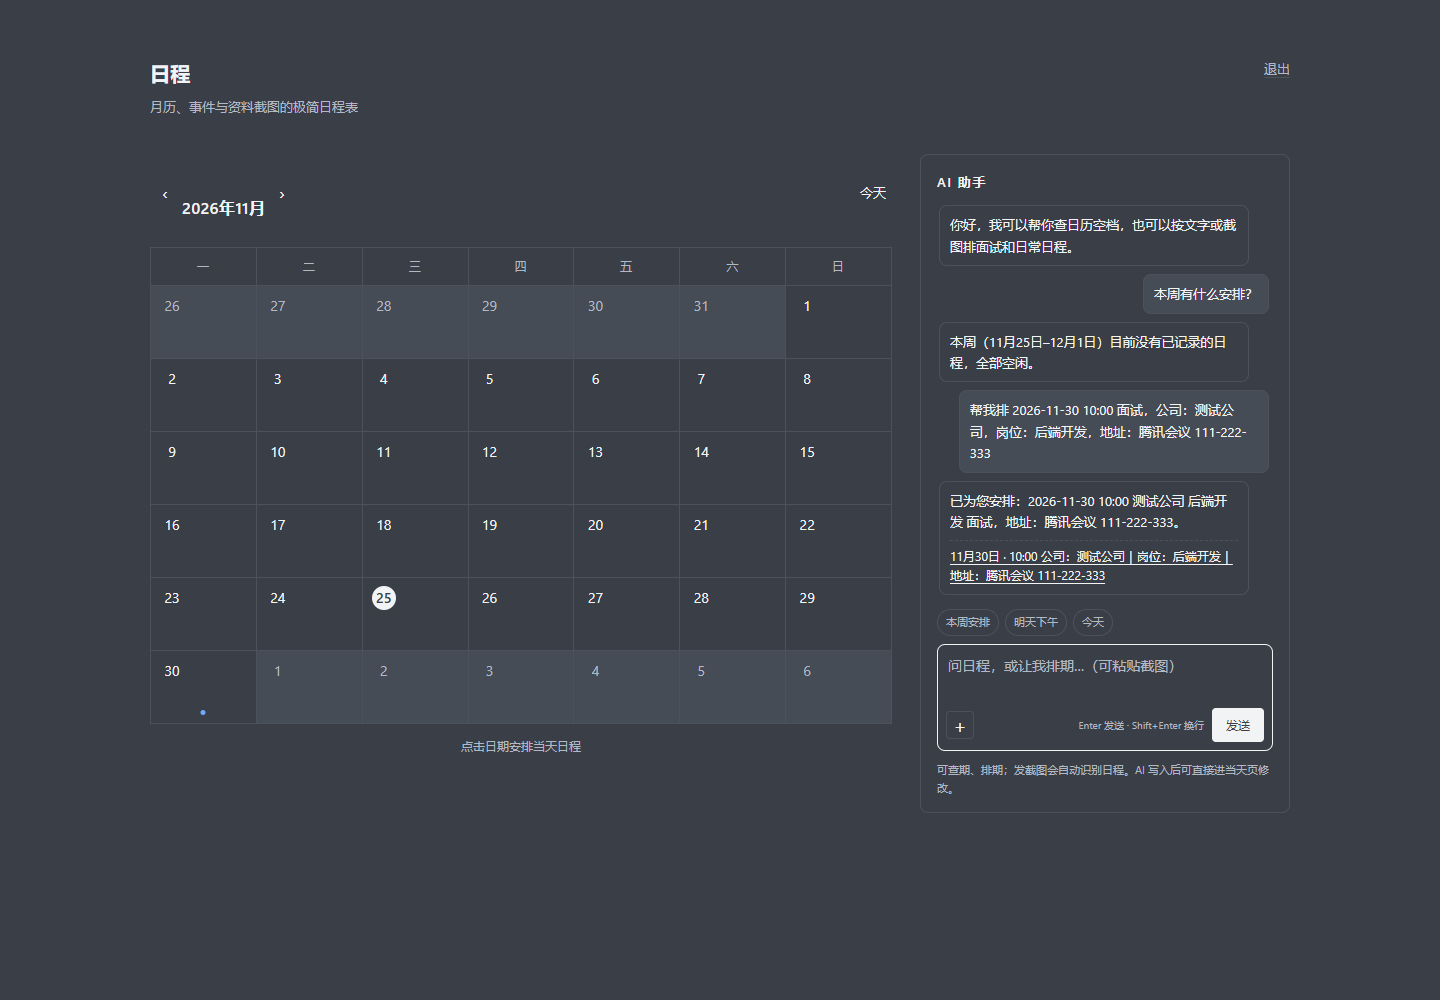 日程
退出
月历、事件与资料截图的极简日程表
‹ 2026年11月 ›
今天
一 二 三 四 五 六 日
26 27 28 29 30 31 1
2 3 4 5 6 7 8
9 10 11 12 13 14 15
16 17 18 19 20 21 22
23 24 25 26 27 28 29
30 1 2 3 4 5 6
点击日期安排当天日程
AI 助手
你好，我可以帮你查日历空档，也可以按文字或截
图排面试和日常日程。
本周有什么安排？
本周（11月25日–12月1日）目前没有已记录的日
程，全部空闲。
帮我排 2026-11-30 10:00 面试，公司：测试公
司，岗位：后端开发，地址：腾讯会议 111-222-
333
已为您安排：2026-11-30 10:00 测试公司 后端开
发 面试，地址：腾讯会议 111-222-333。
11月30日 · 10:00 公司：测试公司 | 岗位：后端开发 |
地址：腾讯会议 111-222-333
本周安排 明天下午 今天
问日程，或让我排期...（可粘贴截图）
+ Enter 发送 · Shift+Enter 换行 发送
可查期、排期；发截图会自动识别日程。AI 写入后可直接进当天页修
改。